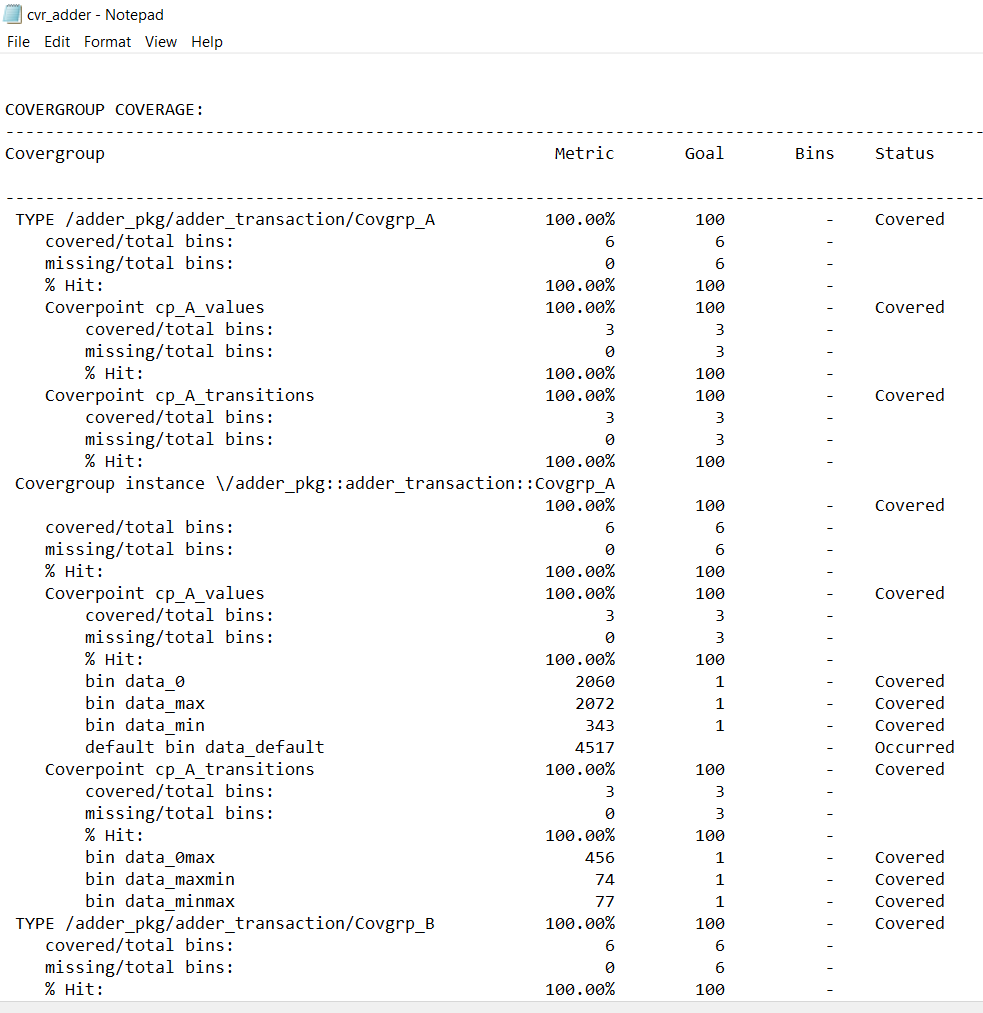 cvr_adder - Notepad
File Edit Format View Help
COVERGROUP COVERAGE:
----------------------------------------------------------------------------------------------------
Covergroup                                             Metric       Goal       Bins    Status
----------------------------------------------------------------------------------------------------
 TYPE /adder_pkg/adder_transaction/Covgrp_A           100.00%        100          -    Covered
    covered/total bins:                                     6          6          -
    missing/total bins:                                     0          6          -
    % Hit:                                            100.00%        100          -
    Coverpoint cp_A_values                            100.00%        100          -    Covered
        covered/total bins:                                 3          3          -
        missing/total bins:                                 0          3          -
        % Hit:                                        100.00%        100          -
    Coverpoint cp_A_transitions                       100.00%        100          -    Covered
        covered/total bins:                                 3          3          -
        missing/total bins:                                 0          3          -
        % Hit:                                        100.00%        100          -
 Covergroup instance \/adder_pkg::adder_transaction::Covgrp_A
                                                      100.00%        100          -    Covered
    covered/total bins:                                     6          6          -
    missing/total bins:                                     0          6          -
    % Hit:                                            100.00%        100          -
    Coverpoint cp_A_values                            100.00%        100          -    Covered
        covered/total bins:                                 3          3          -
        missing/total bins:                                 0          3          -
        % Hit:                                        100.00%        100          -
        bin data_0                                       2060          1          -    Covered
        bin data_max                                     2072          1          -    Covered
        bin data_min                                      343          1          -    Covered
        default bin data_default                         4517                     -    Occurred
    Coverpoint cp_A_transitions                       100.00%        100          -    Covered
        covered/total bins:                                 3          3          -
        missing/total bins:                                 0          3          -
        % Hit:                                        100.00%        100          -
        bin data_0max                                     456          1          -    Covered
        bin data_maxmin                                    74          1          -    Covered
        bin data_minmax                                    77          1          -    Covered
 TYPE /adder_pkg/adder_transaction/Covgrp_B           100.00%        100          -    Covered
    covered/total bins:                                     6          6          -
    missing/total bins:                                     0          6          -
    % Hit:                                            100.00%        100          -